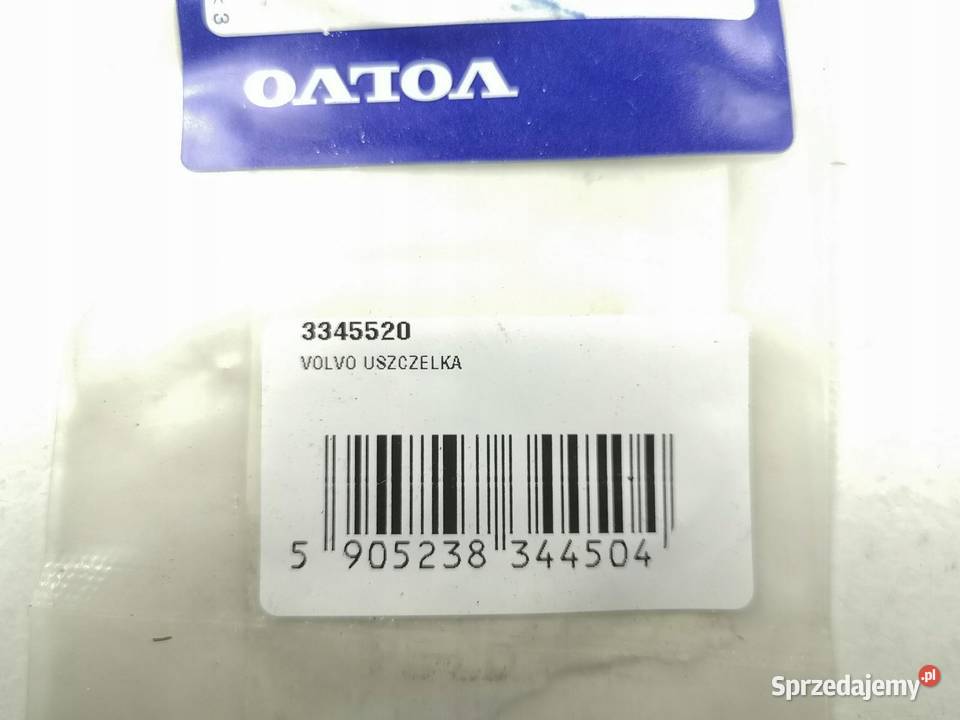 VOLVO
3345520
VOLVO USZCZELKA
5 905238 344504
Sprzedajemy.pl